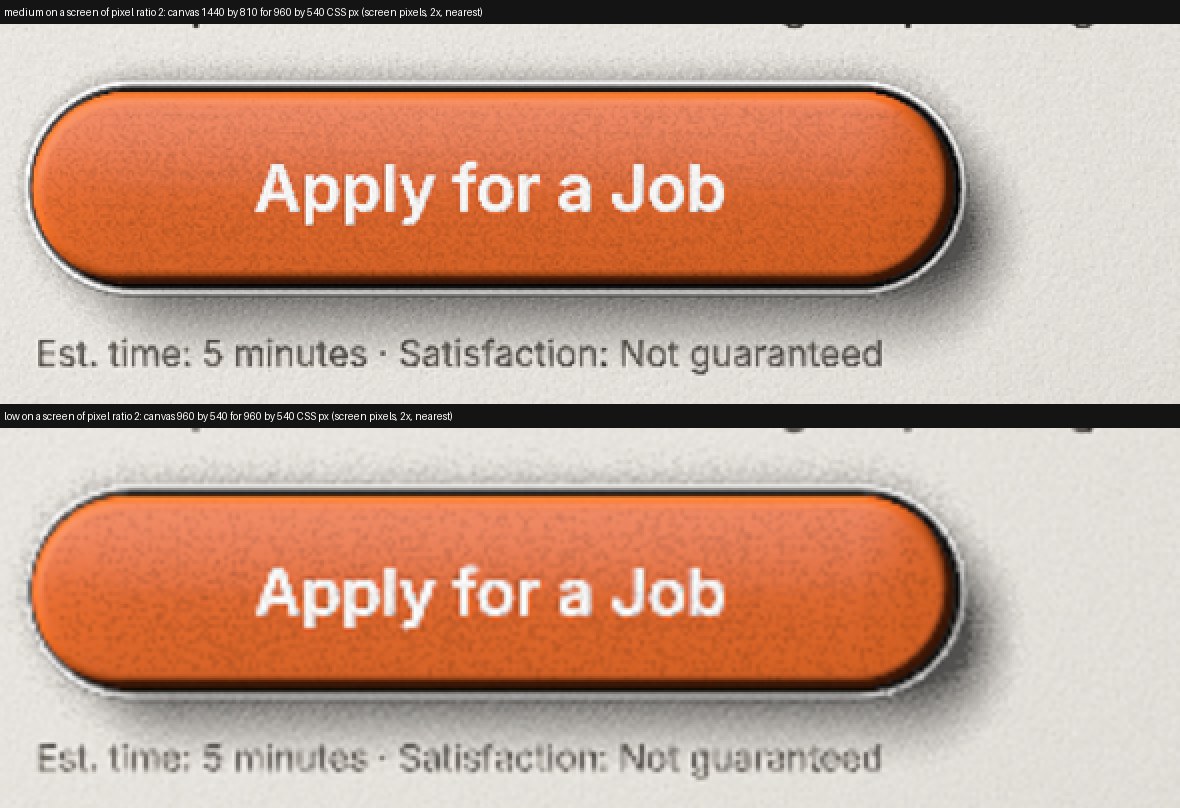 medium on a screen of pixel ratio 2: canvas 1440 by 810 for 960 by 540 CSS px (screen pixels, 2x, nearest)
Apply for a Job
Est. time: 5 minutes · Satisfaction: Not guaranteed
low on a screen of pixel ratio 2: canvas 960 by 540 for 960 by 540 CSS px (screen pixels, 2x, nearest)
Apply for a Job
Est. time: 5 minutes · Satisfaction: Not guaranteed